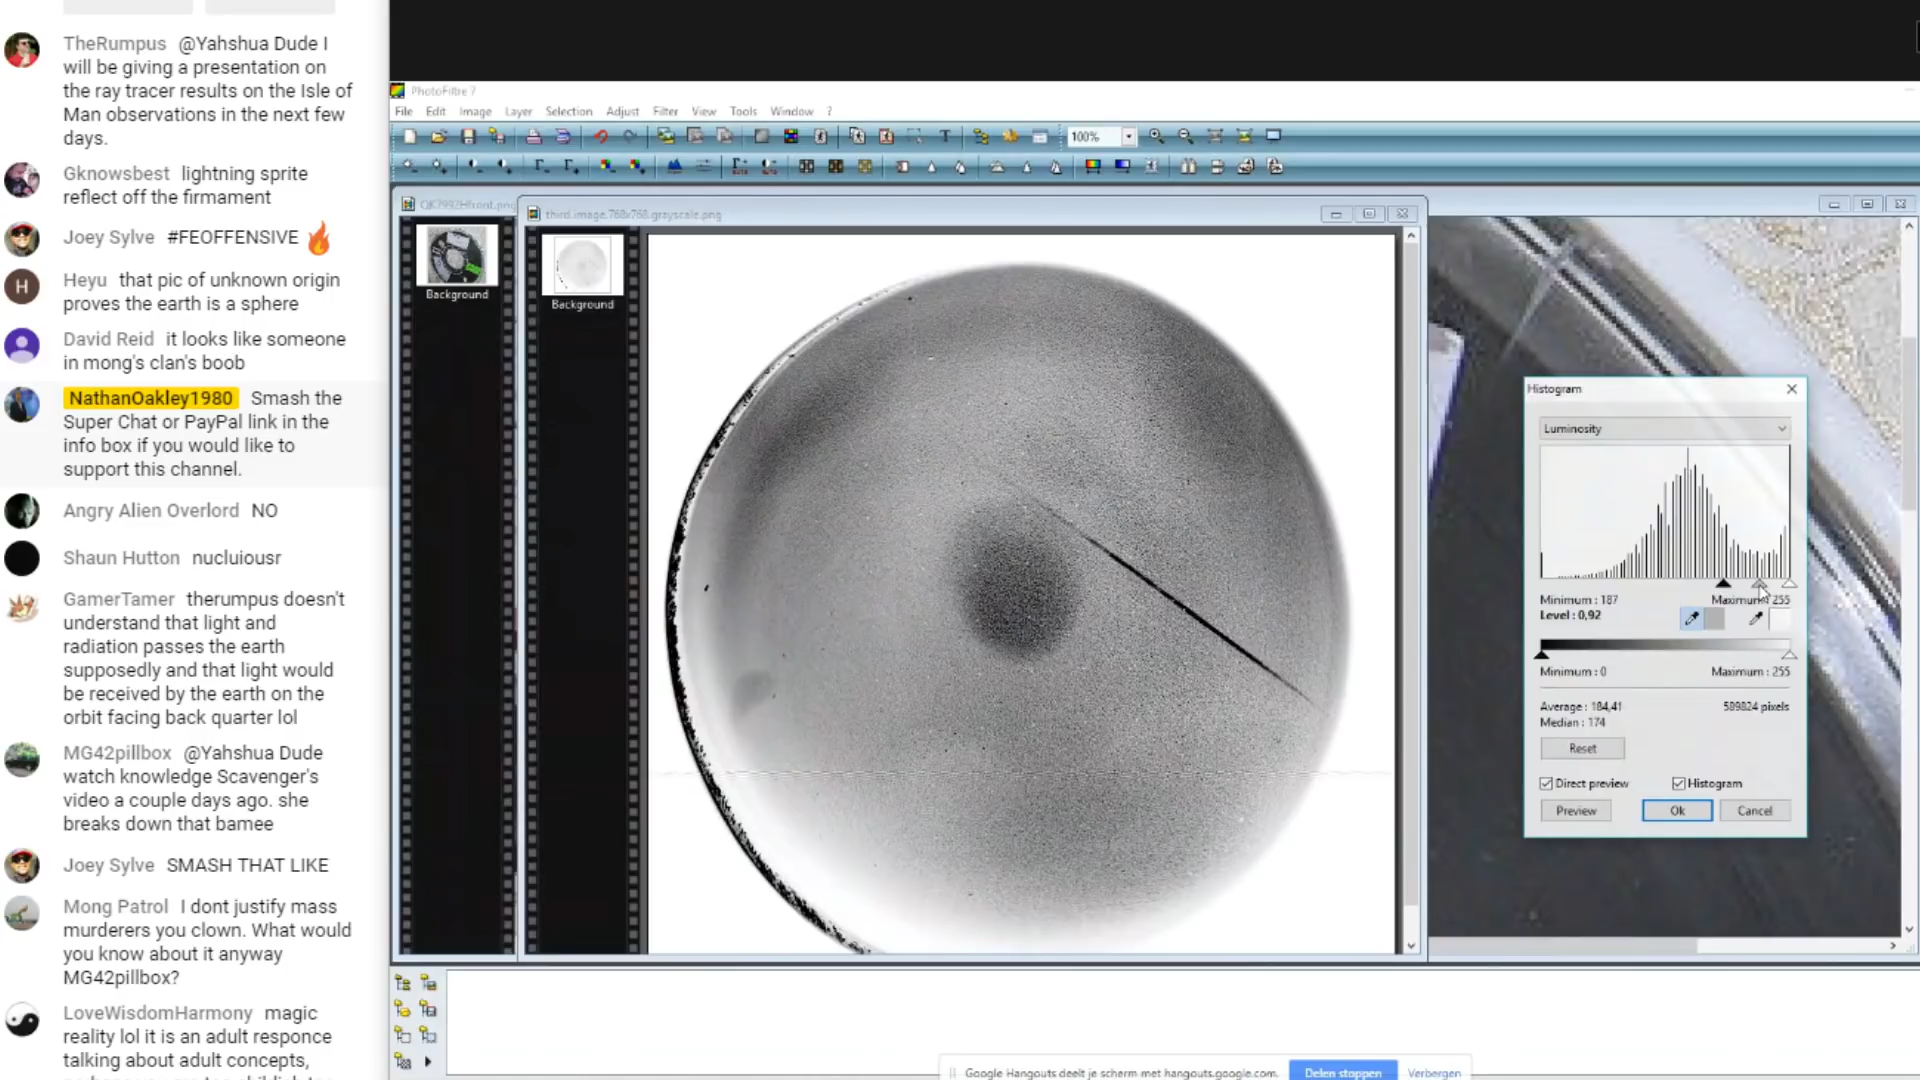 TheRumpus @Yahshua Dude I
will be giving a presentation on
the ray tracer results on the Isle of
Man observations in the next few
days.
Gknowsbest lightning sprite
reflect off the firmament
Joey Sylve #FEOFFENSIVE
H
Heyu that pic of unknown origin
proves the earth is a sphere
David Reid it looks like someone
in mong's clan's boob
NathanOakley1980 Smash the
Super Chat or PayPal link in the
info box if you would like to
support this channel.
Angry Alien Overlord NO
Shaun Hutton nucluiousr
GamerTamer therumpus doesn't
understand that light and
radiation passes the earth
supposedly and that light would
be received by the earth on the
orbit facing back quarter lol
MG42pillbox @Yahshua Dude
watch knowledge Scavenger's
video a couple days ago. she
breaks down that bamee
Joey Sylve SMASH THAT LIKE
Mong Patrol I dont justify mass
murderers you clown. What would
you know about it anyway
MG42pillbox?
LoveWisdomHarmony magic
reality lol it is an adult responce
talking about adult concepts,
PhotoFiltre 7
File Edit Image Layer Selection Adjust Filter View Tools Window ?
100%
third.image.768x768.grayscale.png
Background
Background
Histogram
Luminosity
Minimum : 187 Maximum : 255
Level : 0,92
Minimum : 0 Maximum : 255
Average : 184,41 589824 pixels
Median : 174
Reset
Direct preview Histogram
Preview Ok Cancel
Google Hangouts deelt je scherm met hangouts.google.com. Delen stoppen Verbergen